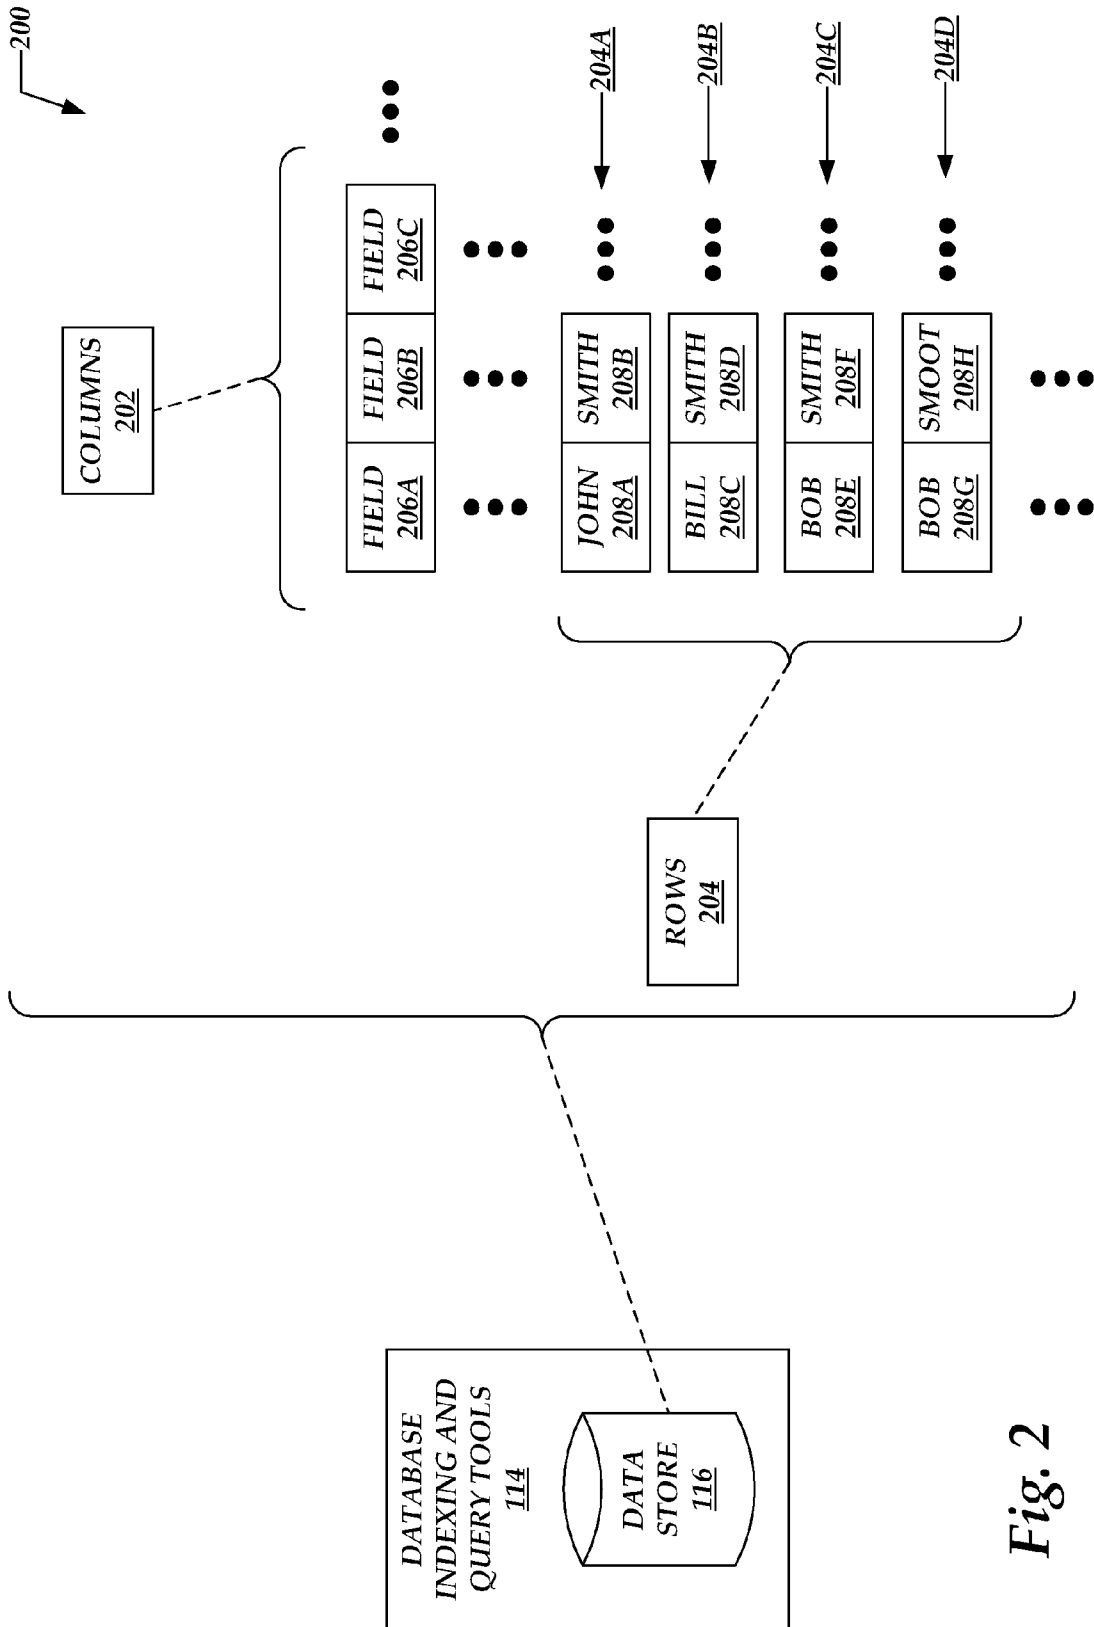 200
COLUMNS
202
FIELD
206A
FIELD
206B
FIELD
206C
JOHN
208A
SMITH
208B
204A
BILL
208C
SMITH
208D
204B
BOB
208E
SMITH
208F
204C
BOB
208G
SMOOT
208H
204D
ROWS
204
DATABASE
INDEXING AND
QUERY TOOLS
114
DATA
STORE
116
Fig. 2